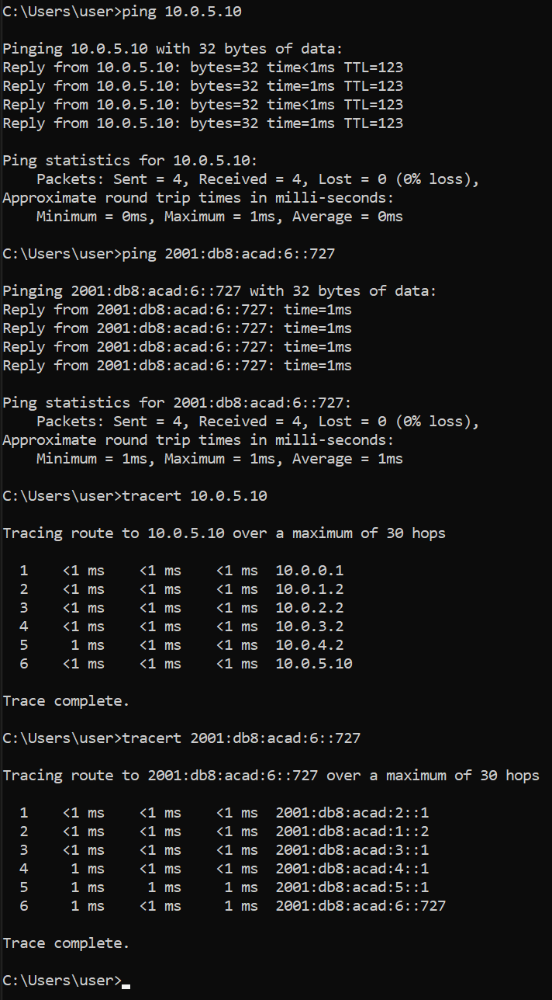 C:\Users\user>ping 10.0.5.10
Pinging 10.0.5.10 with 32 bytes of data:
Reply from 10.0.5.10: bytes=32 time<1ms TTL=123
Reply from 10.0.5.10: bytes=32 time=1ms TTL=123
Reply from 10.0.5.10: bytes=32 time<1ms TTL=123
Reply from 10.0.5.10: bytes=32 time=1ms TTL=123
Ping statistics for 10.0.5.10:
    Packets: Sent = 4, Received = 4, Lost = 0 (0% loss),
Approximate round trip times in milli-seconds:
    Minimum = 0ms, Maximum = 1ms, Average = 0ms
C:\Users\user>ping 2001:db8:acad:6::727
Pinging 2001:db8:acad:6::727 with 32 bytes of data:
Reply from 2001:db8:acad:6::727: time=1ms
Reply from 2001:db8:acad:6::727: time=1ms
Reply from 2001:db8:acad:6::727: time=1ms
Reply from 2001:db8:acad:6::727: time=1ms
Ping statistics for 2001:db8:acad:6::727:
    Packets: Sent = 4, Received = 4, Lost = 0 (0% loss),
Approximate round trip times in milli-seconds:
    Minimum = 1ms, Maximum = 1ms, Average = 1ms
C:\Users\user>tracert 10.0.5.10
Tracing route to 10.0.5.10 over a maximum of 30 hops
  1    <1 ms    <1 ms    <1 ms  10.0.0.1
  2    <1 ms    <1 ms    <1 ms  10.0.1.2
  3    <1 ms    <1 ms    <1 ms  10.0.2.2
  4    <1 ms    <1 ms    <1 ms  10.0.3.2
  5     1 ms    <1 ms    <1 ms  10.0.4.2
  6    <1 ms    <1 ms    <1 ms  10.0.5.10
Trace complete.
C:\Users\user>tracert 2001:db8:acad:6::727
Tracing route to 2001:db8:acad:6::727 over a maximum of 30 hops
  1    <1 ms    <1 ms    <1 ms  2001:db8:acad:2::1
  2    <1 ms    <1 ms    <1 ms  2001:db8:acad:1::2
  3    <1 ms    <1 ms    <1 ms  2001:db8:acad:3::1
  4     1 ms    <1 ms    <1 ms  2001:db8:acad:4::1
  5     1 ms     1 ms     1 ms  2001:db8:acad:5::1
  6     1 ms    <1 ms     1 ms  2001:db8:acad:6::727
Trace complete.
C:\Users\user>